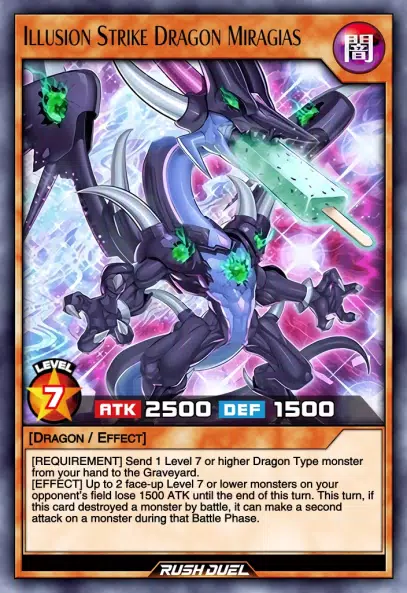 ILLUSION STRIKE DRAGON MIRAGIAS
闇
LEVEL
7
ATK 2500 DEF 1500
[DRAGON / EFFECT]
[REQUIREMENT] Send 1 Level 7 or higher Dragon Type monster
from your hand to the Graveyard.
[EFFECT] Up to 2 face-up Level 7 or lower monsters on your
opponent's field lose 1500 ATK until the end of this turn. This turn, if
this card destroyed a monster by battle, it can make a second
attack on a monster during that Battle Phase.
RUSH DUEL